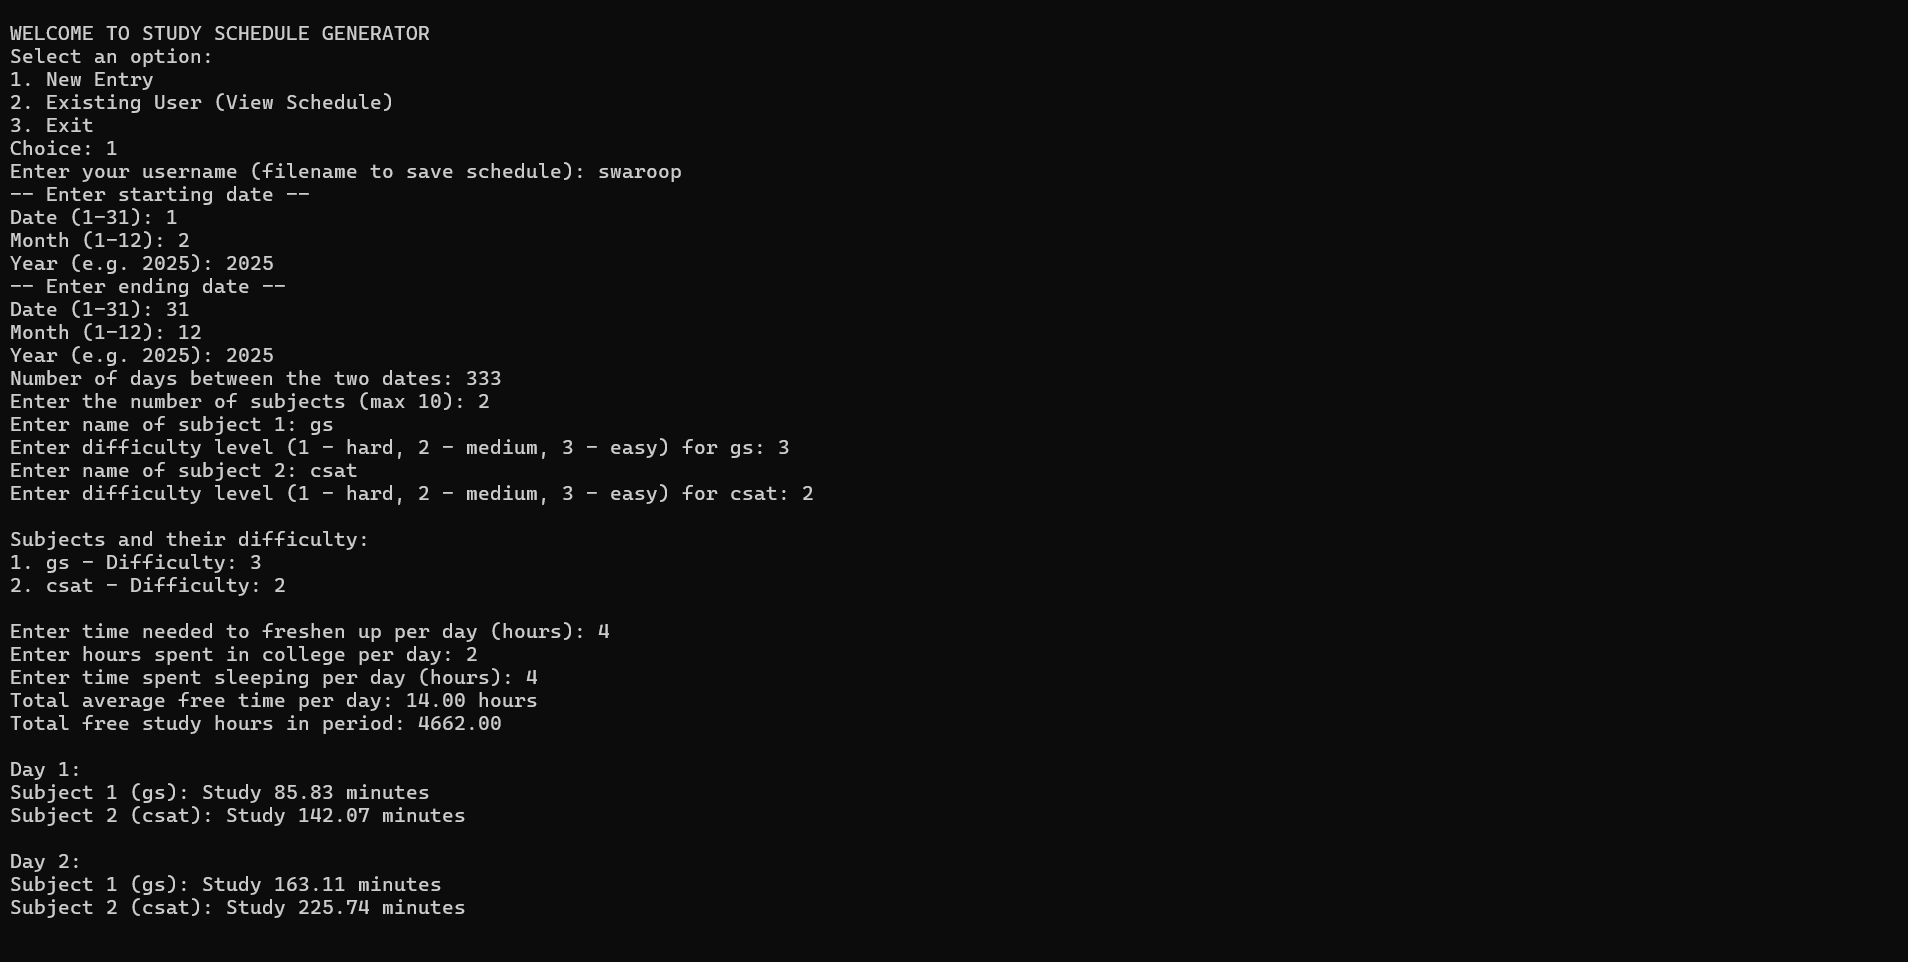 WELCOME TO STUDY SCHEDULE GENERATOR
Select an option:
1. New Entry
2. Existing User (View Schedule)
3. Exit
Choice: 1
Enter your username (filename to save schedule): swaroop
-- Enter starting date --
Date (1-31): 1
Month (1-12): 2
Year (e.g. 2025): 2025
-- Enter ending date --
Date (1-31): 31
Month (1-12): 12
Year (e.g. 2025): 2025
Number of days between the two dates: 333
Enter the number of subjects (max 10): 2
Enter name of subject 1: gs
Enter difficulty level (1 - hard, 2 - medium, 3 - easy) for gs: 3
Enter name of subject 2: csat
Enter difficulty level (1 - hard, 2 - medium, 3 - easy) for csat: 2
Subjects and their difficulty:
1. gs - Difficulty: 3
2. csat - Difficulty: 2
Enter time needed to freshen up per day (hours): 4
Enter hours spent in college per day: 2
Enter time spent sleeping per day (hours): 4
Total average free time per day: 14.00 hours
Total free study hours in period: 4662.00
Day 1:
Subject 1 (gs): Study 85.83 minutes
Subject 2 (csat): Study 142.07 minutes
Day 2:
Subject 1 (gs): Study 163.11 minutes
Subject 2 (csat): Study 225.74 minutes